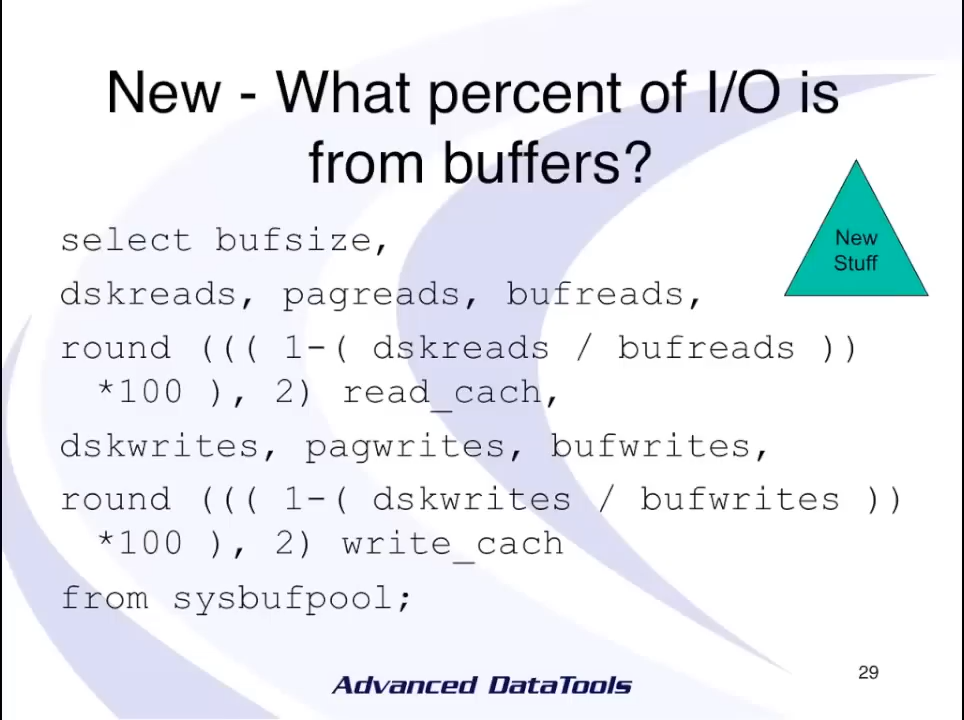 New - What percent of I/O is
from buffers?
New
Stuff
select bufsize,
dskreads, pagreads, bufreads,
round ((( 1-( dskreads / bufreads ))
*100 ), 2) read_cach,
dskwrites, pagwrites, bufwrites,
round ((( 1-( dskwrites / bufwrites ))
*100 ), 2) write_cach
from sysbufpool;
Advanced DataTools
29